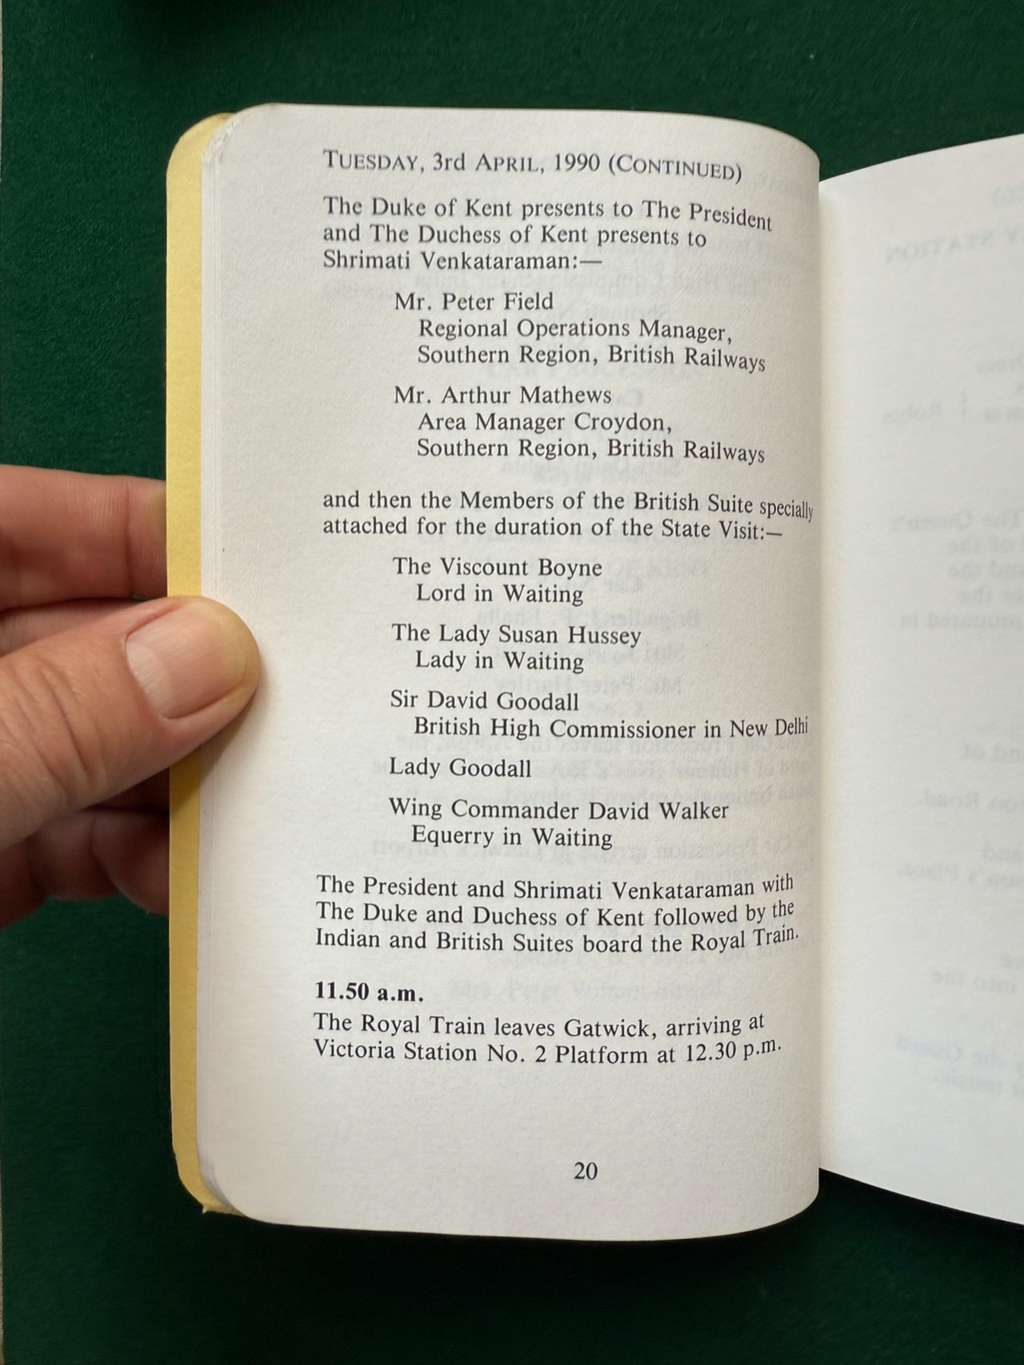 TUESDAY, 3rd APRIL, 1990 (CONTINUED)
The Duke of Kent presents to The President
and The Duchess of Kent presents to
Shrimati Venkataraman:—
Mr. Peter Field
Regional Operations Manager,
Southern Region, British Railways
Mr. Arthur Mathews
Area Manager Croydon,
Southern Region, British Railways
and then the Members of the British Suite specially
attached for the duration of the State Visit:—
The Viscount Boyne
Lord in Waiting
The Lady Susan Hussey
Lady in Waiting
Sir David Goodall
British High Commissioner in New Delhi
Lady Goodall
Wing Commander David Walker
Equerry in Waiting
The President and Shrimati Venkataraman with
The Duke and Duchess of Kent followed by the
Indian and British Suites board the Royal Train.
11.50 a.m.
The Royal Train leaves Gatwick, arriving at
Victoria Station No. 2 Platform at 12.30 p.m.
20